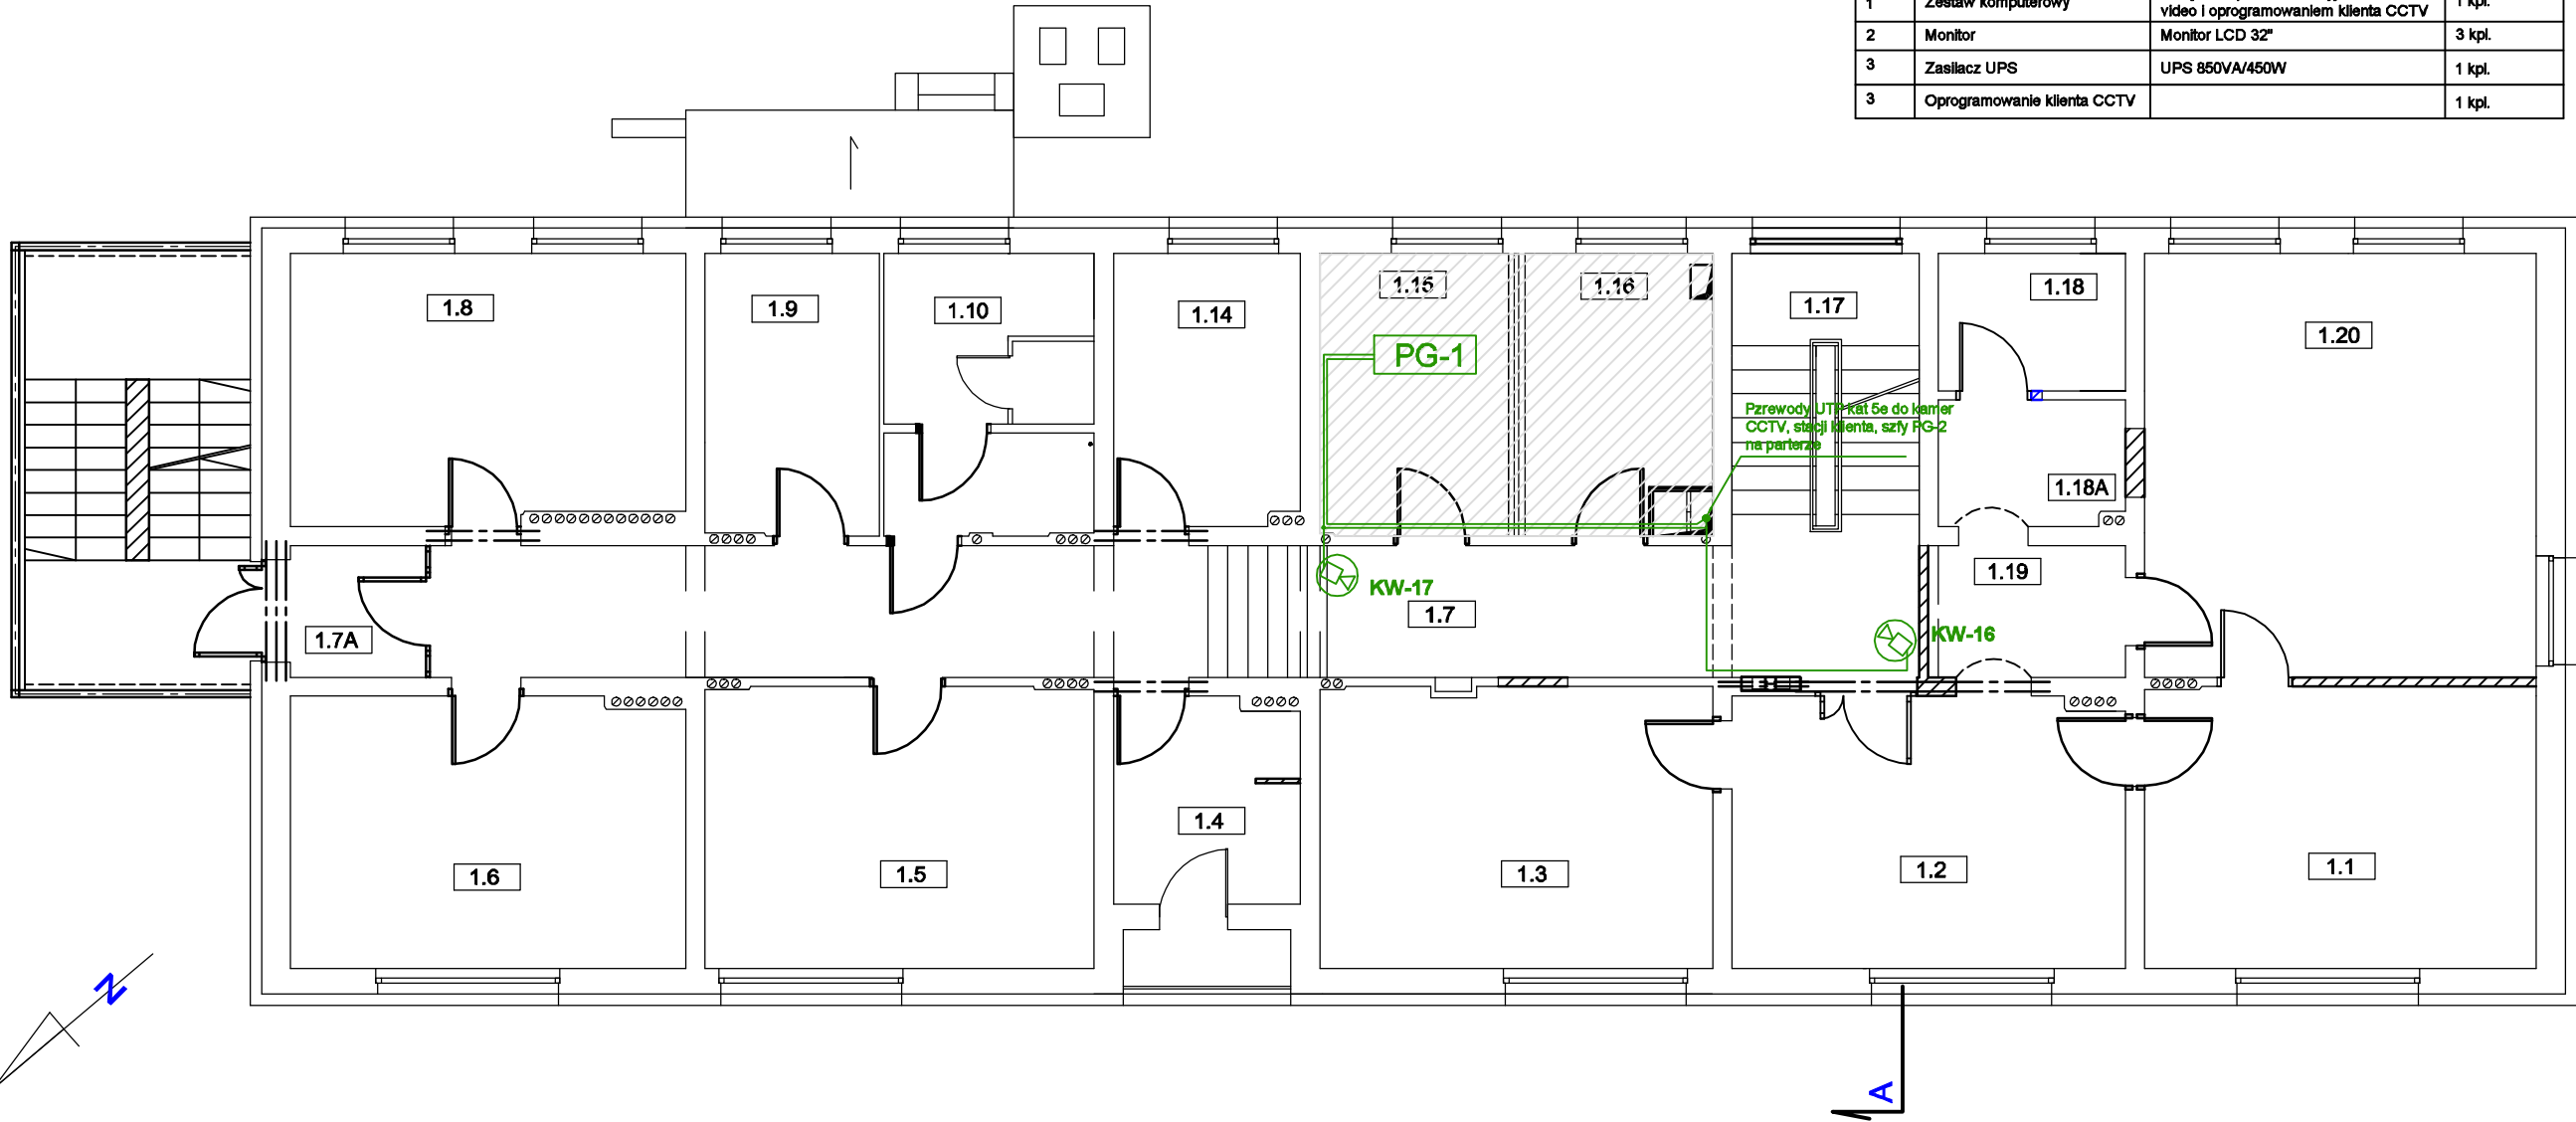 1 Zestaw komputerowy video i oprogramowaniem klienta CCTV 1 kpl.
2 Monitor Monitor LCD 32" 3 kpl.
3 Zasilacz UPS UPS 850VA/450W 1 kpl.
3 Oprogramowanie klienta CCTV 1 kpl.
1.8
1.9
1.10
1.14
1.15
1.16
1.17
1.18
1.20
PG-1
Pzrewody UTP kat 5e do kamer
CCTV, stacji klienta, szfy PG-2
na parterze
1.18A
1.19
KW-17
1.7
KW-16
1.7A
1.6
1.5
1.4
1.3
1.2
1.1
N
A